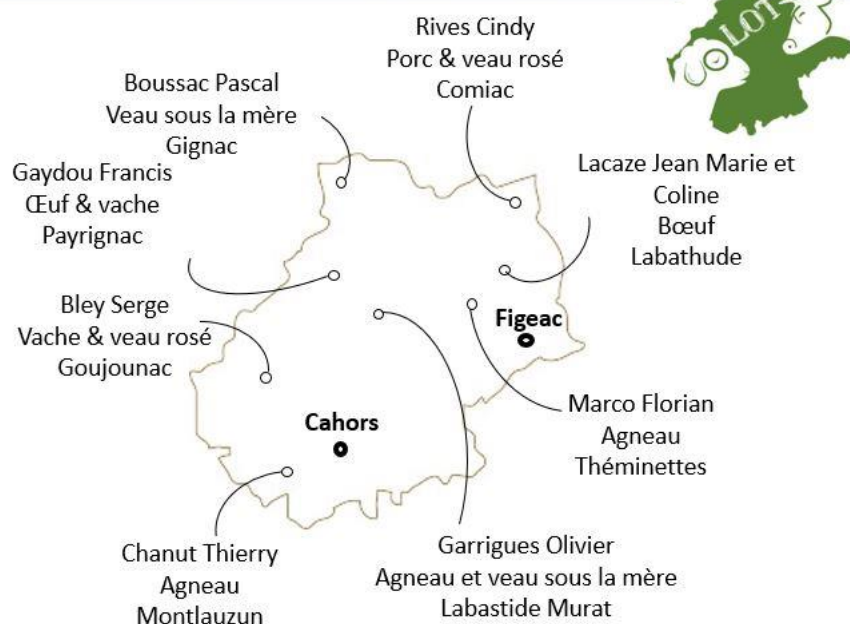 Rives Cindy
Porc & veau rosé
Comiac
LOT
Boussac Pascal
Veau sous la mère
Gignac
Gaydou Francis
Œuf & vache
Payrignac
Lacaze Jean Marie et
Coline
Bœuf
Labathude
Bley Serge
Vache & veau rosé
Goujounac
Figeac
Cahors
Marco Florian
Agneau
Théminettes
Chanut Thierry
Agneau
Montlauzun
Garrigues Olivier
Agneau et veau sous la mère
Labastide Murat